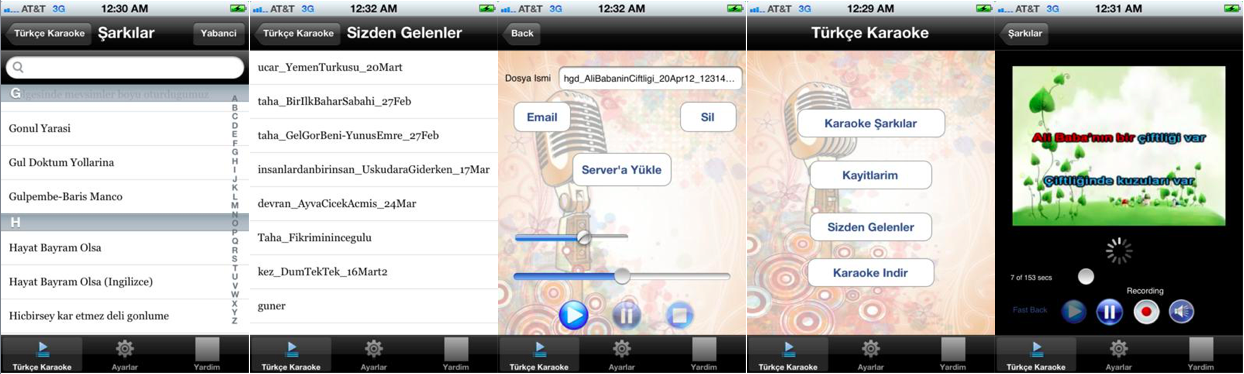 AT&T 3G 12:30 AM
Türkçe Karaoke Şarkılar Yabanci
G
Gonul Yarasi
Gul Doktum Yollarina
Gulpembe-Baris Manco
H
Hayat Bayram Olsa
Hayat Bayram Olsa (Ingilizce)
Hicbirsey kar etmez deli gonlume
A
B
C
D
E
F
G
H
I
J
K
L
M
N
O
P
Q
R
S
T
U
V
W
X
Y
Z
Türkçe Karaoke Ayarlar Yardim
AT&T 3G 12:32 AM
Türkçe Karaoke Sizden Gelenler
ucar_YemenTurkusu_20Mart
taha_BirIlkBaharSabahi_27Feb
taha_GelGorBeni-YunusEmre_27Feb
insanlardanbirinsan_UskudaraGiderken_17Mar
devran_AyvaCicekAcmis_24Mar
Taha_Fikriminincegulu
kez_DumTekTek_16Mart2
guner
Türkçe Karaoke Ayarlar Yardim
AT&T 3G 12:32 AM
Back
Dosya Ismi hgd_AliBabaninCiftligi_20Apr12_12314...
Email Sil
Server'a Yükle
Türkçe Karaoke Ayarlar Yardim
AT&T 3G 12:29 AM
Türkçe Karaoke
Karaoke Şarkılar
Kayitlarim
Sizden Gelenler
Karaoke Indir
Türkçe Karaoke Ayarlar Yardim
AT&T 3G 12:31 AM
Şarkılar
Ali Baba'nın bir çiftliği var
Çiftliğinde kuzuları var
7 of 153 secs
Recording
Fast Back
Türkçe Karaoke Ayarlar Yardim